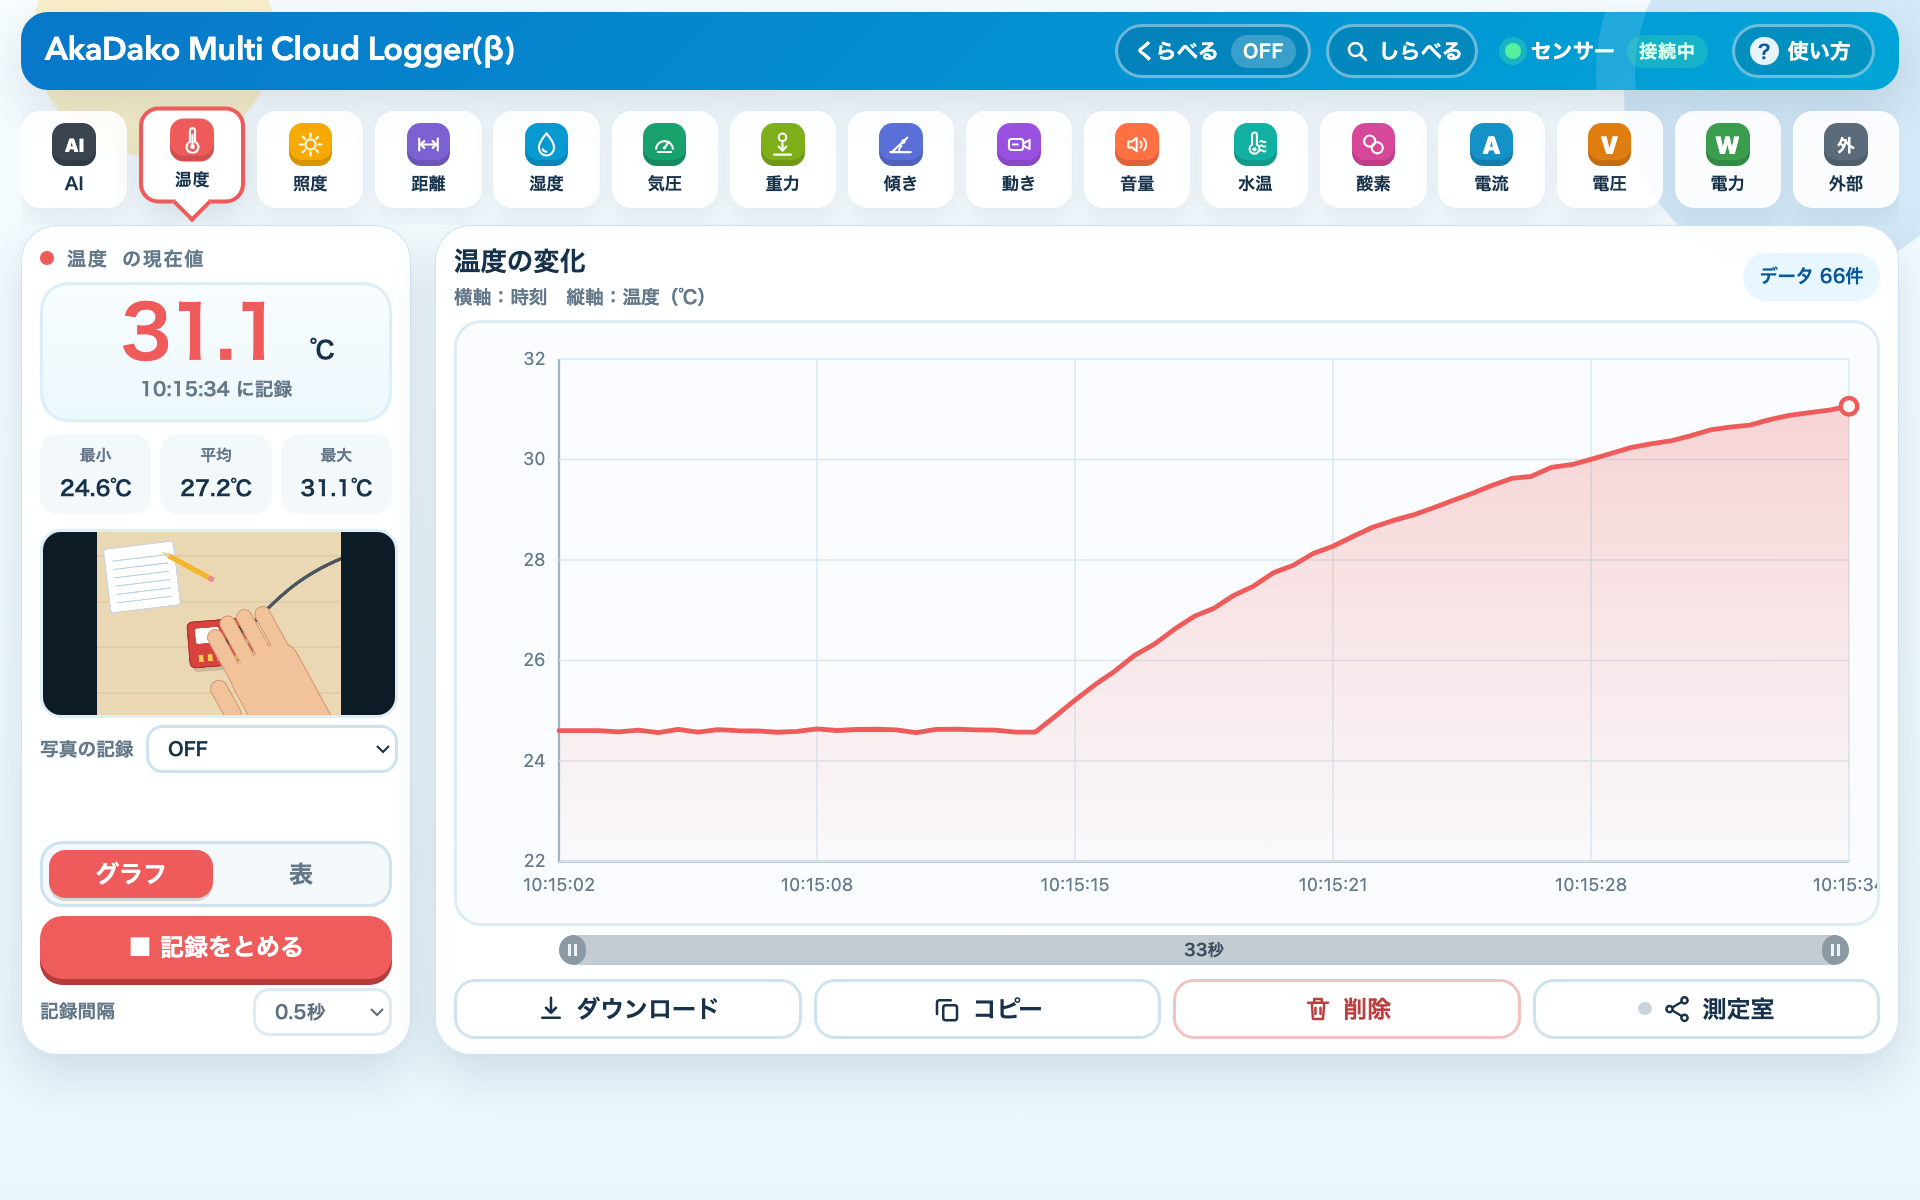 AkaDako Multi Cloud Logger(β)
くらべる OFF
しらべる
センサー 接続中
? 使い方
AI AI
温度
照度
距離
湿度
気圧
重力
傾き
動き
音量
水温
酸素
A 電流
V 電圧
W 電力
外 外部
温度 の現在値
31.1 ℃
10:15:34 に記録
最小 平均 最大
24.6℃ 27.2℃ 31.1℃
写真の記録 OFF
グラフ 表
■ 記録をとめる
記録間隔 0.5秒
温度の変化
横軸：時刻 縦軸：温度（℃）
データ 66件
32
30
28
26
24
22
10:15:02 10:15:08 10:15:15 10:15:21 10:15:28 10:15:34
33秒
ダウンロード
コピー
削除
測定室